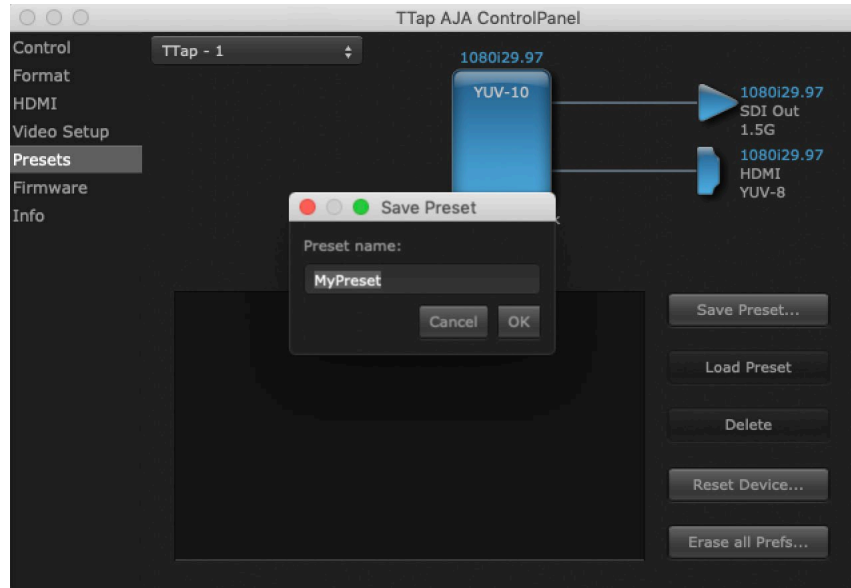 TTap AJA ControlPanel
Control
Format
HDMI
Video Setup
Presets
Firmware
Info
TTap - 1
1080i29.97
YUV-10
1080i29.97
SDI Out
1.5G
1080i29.97
HDMI
YUV-8
Save Preset
Preset name:
MyPreset
Cancel OK
Save Preset...
Load Preset
Delete
Reset Device...
Erase all Prefs...